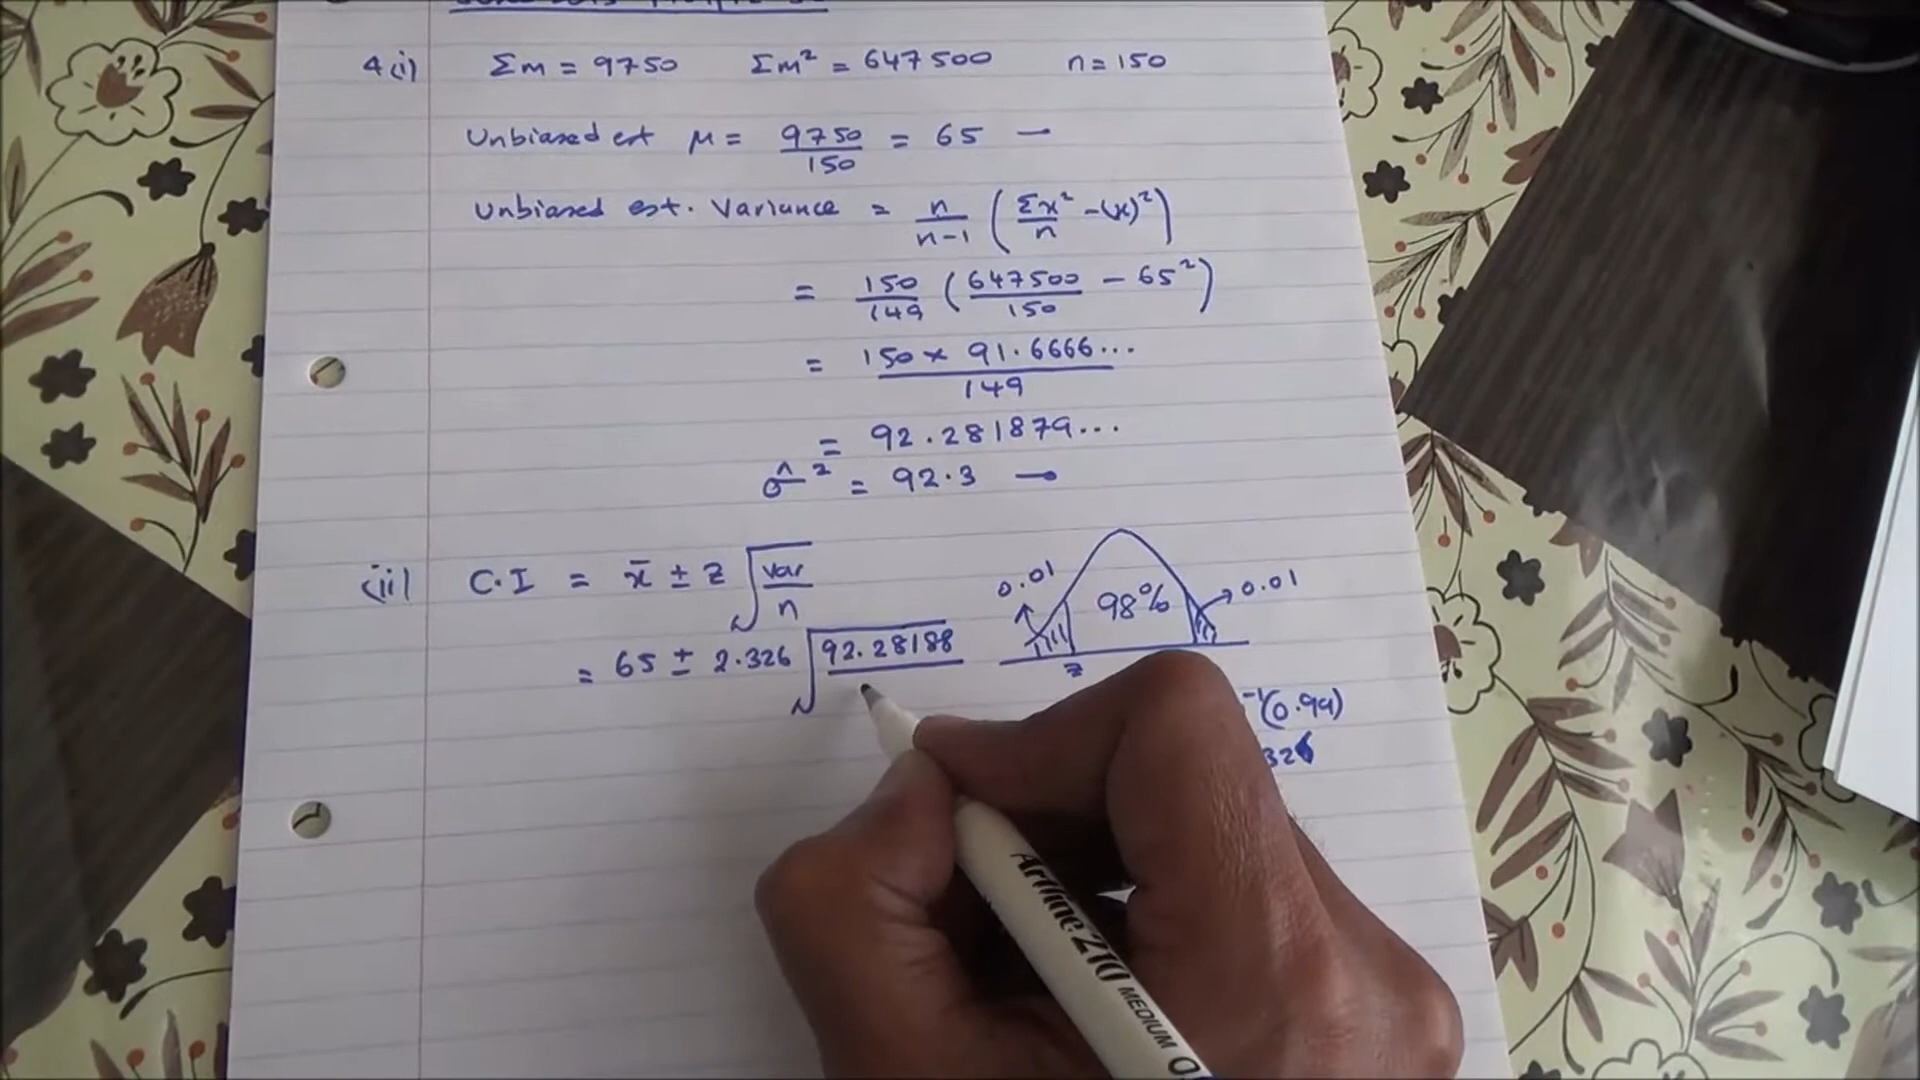 4(i) Σm = 9750 Σm² = 647500 n = 150
Unbiased est μ = 9750/150 = 65 —
Unbiased est. Variance = n/n-1 (Σx²/n - (x)²)
= 150/149 (647500/150 - 65²)
= 150 × 91.6666.../149
= 92.281879...
σ̂² = 92.3 —
(ii) C.I = x̄ ± z √var/n
0.01 98% 0.01
= 65 ± 2.326 √92.28188
z
⁻¹(0.99)
326
Artline 210 MEDIUM